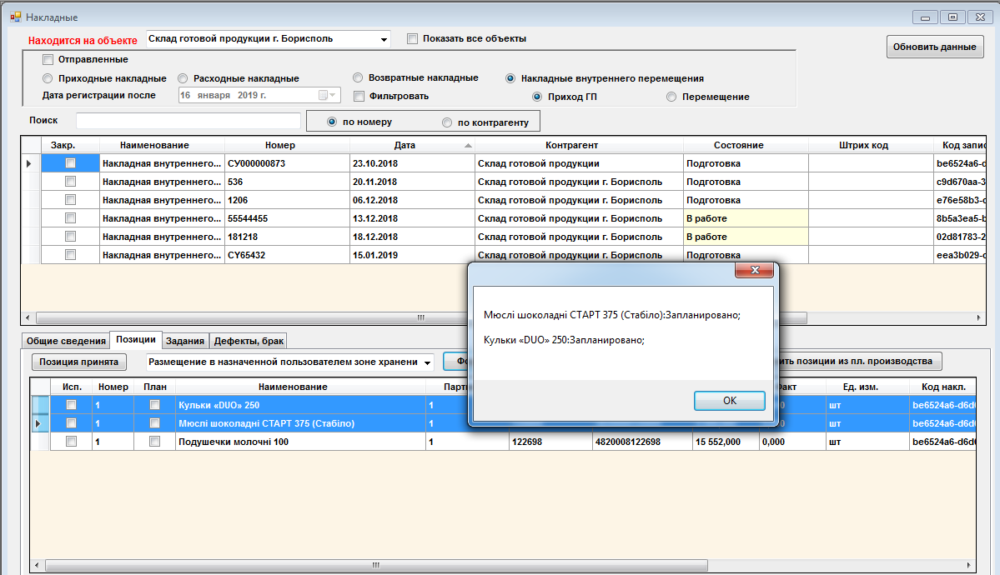 Накладные
Находится на объекте Склад готовой продукции г. Борисполь Показать все объекты
Обновить данные
Отправленные
Приходные накладные Расходные накладные Возвратные накладные Накладные внутреннего перемещения
Дата регистрации после 16 января 2019 г. Фильтровать Приход ГП Перемещение
Поиск по номеру по контрагенту
Закр. Наименование Номер Дата Контрагент Состояние Штрих код Код запис
Накладная внутреннего... СУ000000873 23.10.2018 Склад готовой продукции Подготовка be6524a6-d
Накладная внутреннего... 536 20.11.2018 Склад готовой продукции г. Борисполь Подготовка c9d670aa-3
Накладная внутреннего... 1206 06.12.2018 Склад готовой продукции г. Борисполь Подготовка e76e58b3-c
Накладная внутреннего... 55544455 13.12.2018 Склад готовой продукции г. Борисполь В работе 8b5a3ea5-b
Накладная внутреннего... 181218 18.12.2018 Склад готовой продукции г. Борисполь В работе 02d81783-2
Накладная внутреннего... СУ65432 15.01.2019 Склад готовой продукции г. Борисполь Подготовка eea3b029-c
Мюслі шоколадні СТАРТ 375 (Стабіло):Запланировано;
Кульки «DUO» 250:Запланировано;
OK
Общие сведения Позиции Задания Дефекты, брак
Позиция принята Размещение в назначенной пользователем зоне хранени Фо ить позиции из пл. производства
Исп. Номер План Наименование Парти Факт Ед. изм. Код накл.
1 Кульки «DUO» 250 1 0 шт be6524a6-d6d6
1 Мюслі шоколадні СТАРТ 375 (Стабіло) 1 шт be6524a6-d6d6
1 Подушечки молочні 100 1 122698 4820008122698 15 552,000 0,000 шт be6524a6-d6d6